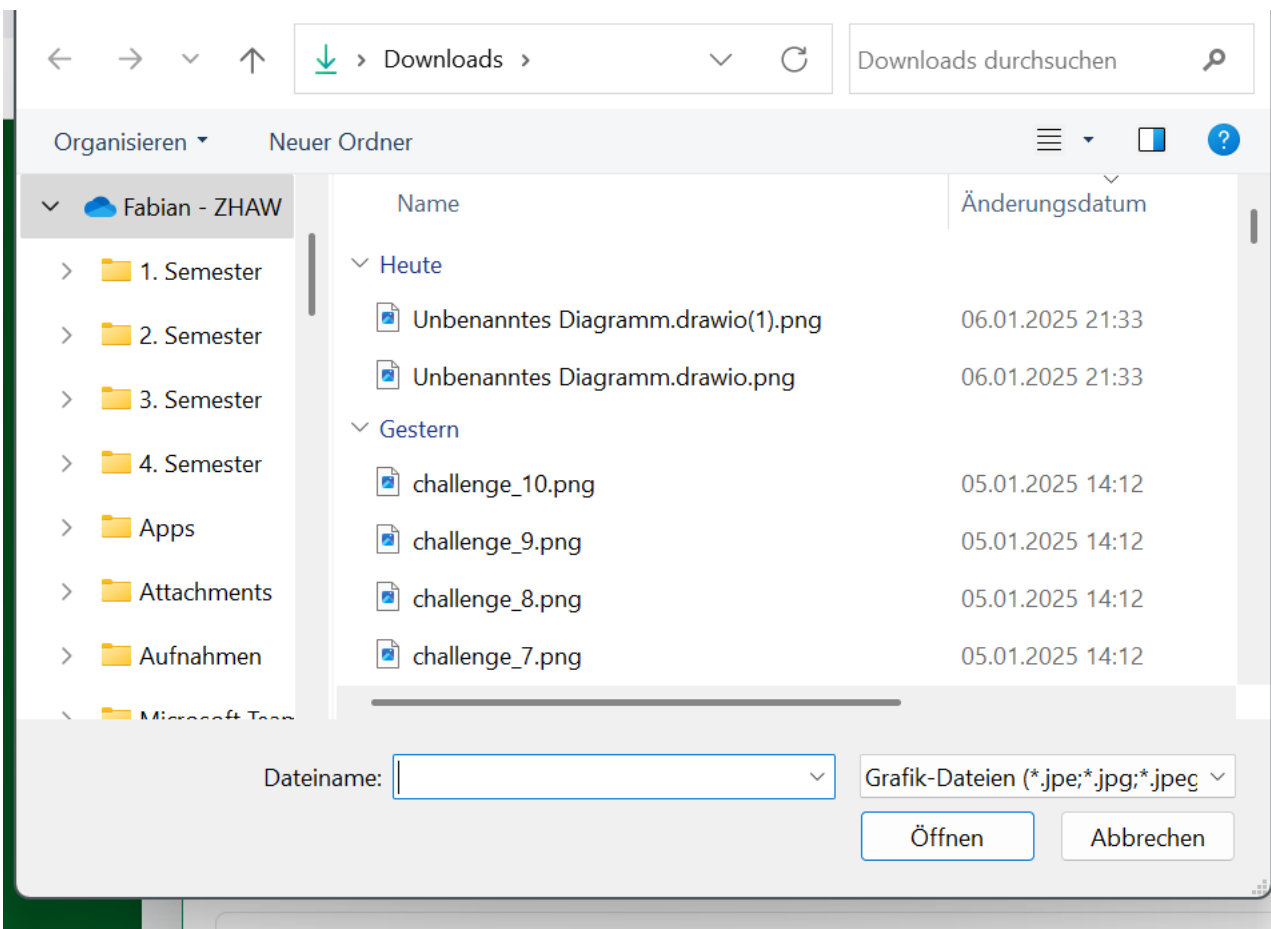 Downloads
Downloads durchsuchen
Organisieren
Neuer Ordner
?
Fabian - ZHAW
1. Semester
2. Semester
3. Semester
4. Semester
Apps
Attachments
Aufnahmen
Microsoft Team
Name
Änderungsdatum
Heute
Unbenanntes Diagramm.drawio(1).png 06.01.2025 21:33
Unbenanntes Diagramm.drawio.png 06.01.2025 21:33
Gestern
challenge_10.png 05.01.2025 14:12
challenge_9.png 05.01.2025 14:12
challenge_8.png 05.01.2025 14:12
challenge_7.png 05.01.2025 14:12
Dateiname:
Grafik-Dateien (*.jpe;*.jpg;*.jpeg
Öffnen
Abbrechen